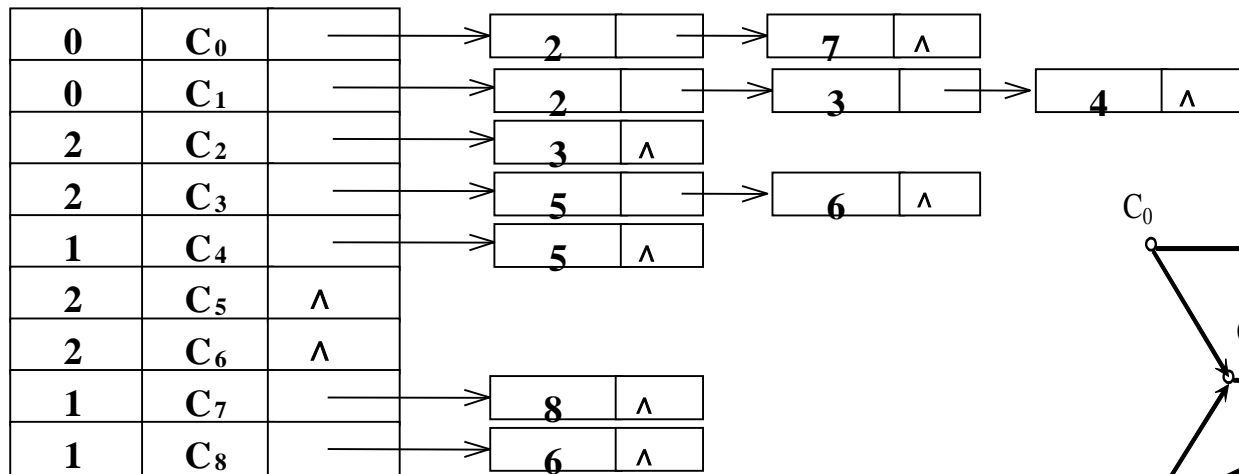 0 C₀ 2 7 ∧
0 C₁ 2 3 4 ∧
2 C₂ 3 ∧
2 C₃ 5 6 ∧
C₀
1 C₄ 5 ∧
2 C₅ ∧
2 C₆ ∧
1 C₇ 8 ∧
1 C₈ 6 ∧